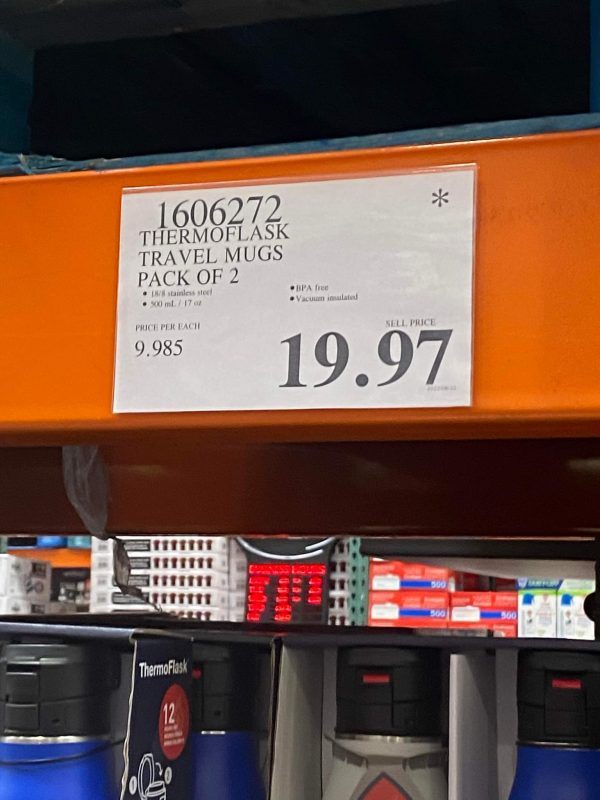 *
1606272
THERMOFLASK
TRAVEL MUGS
PACK OF 2
• 18/8 stainless steel
• 500 mL / 17 oz
• BPA free
• Vacuum insulated
PRICE PER EACH
9.985
SELL PRICE
19.97
500
500
500
ThermoFlask
12